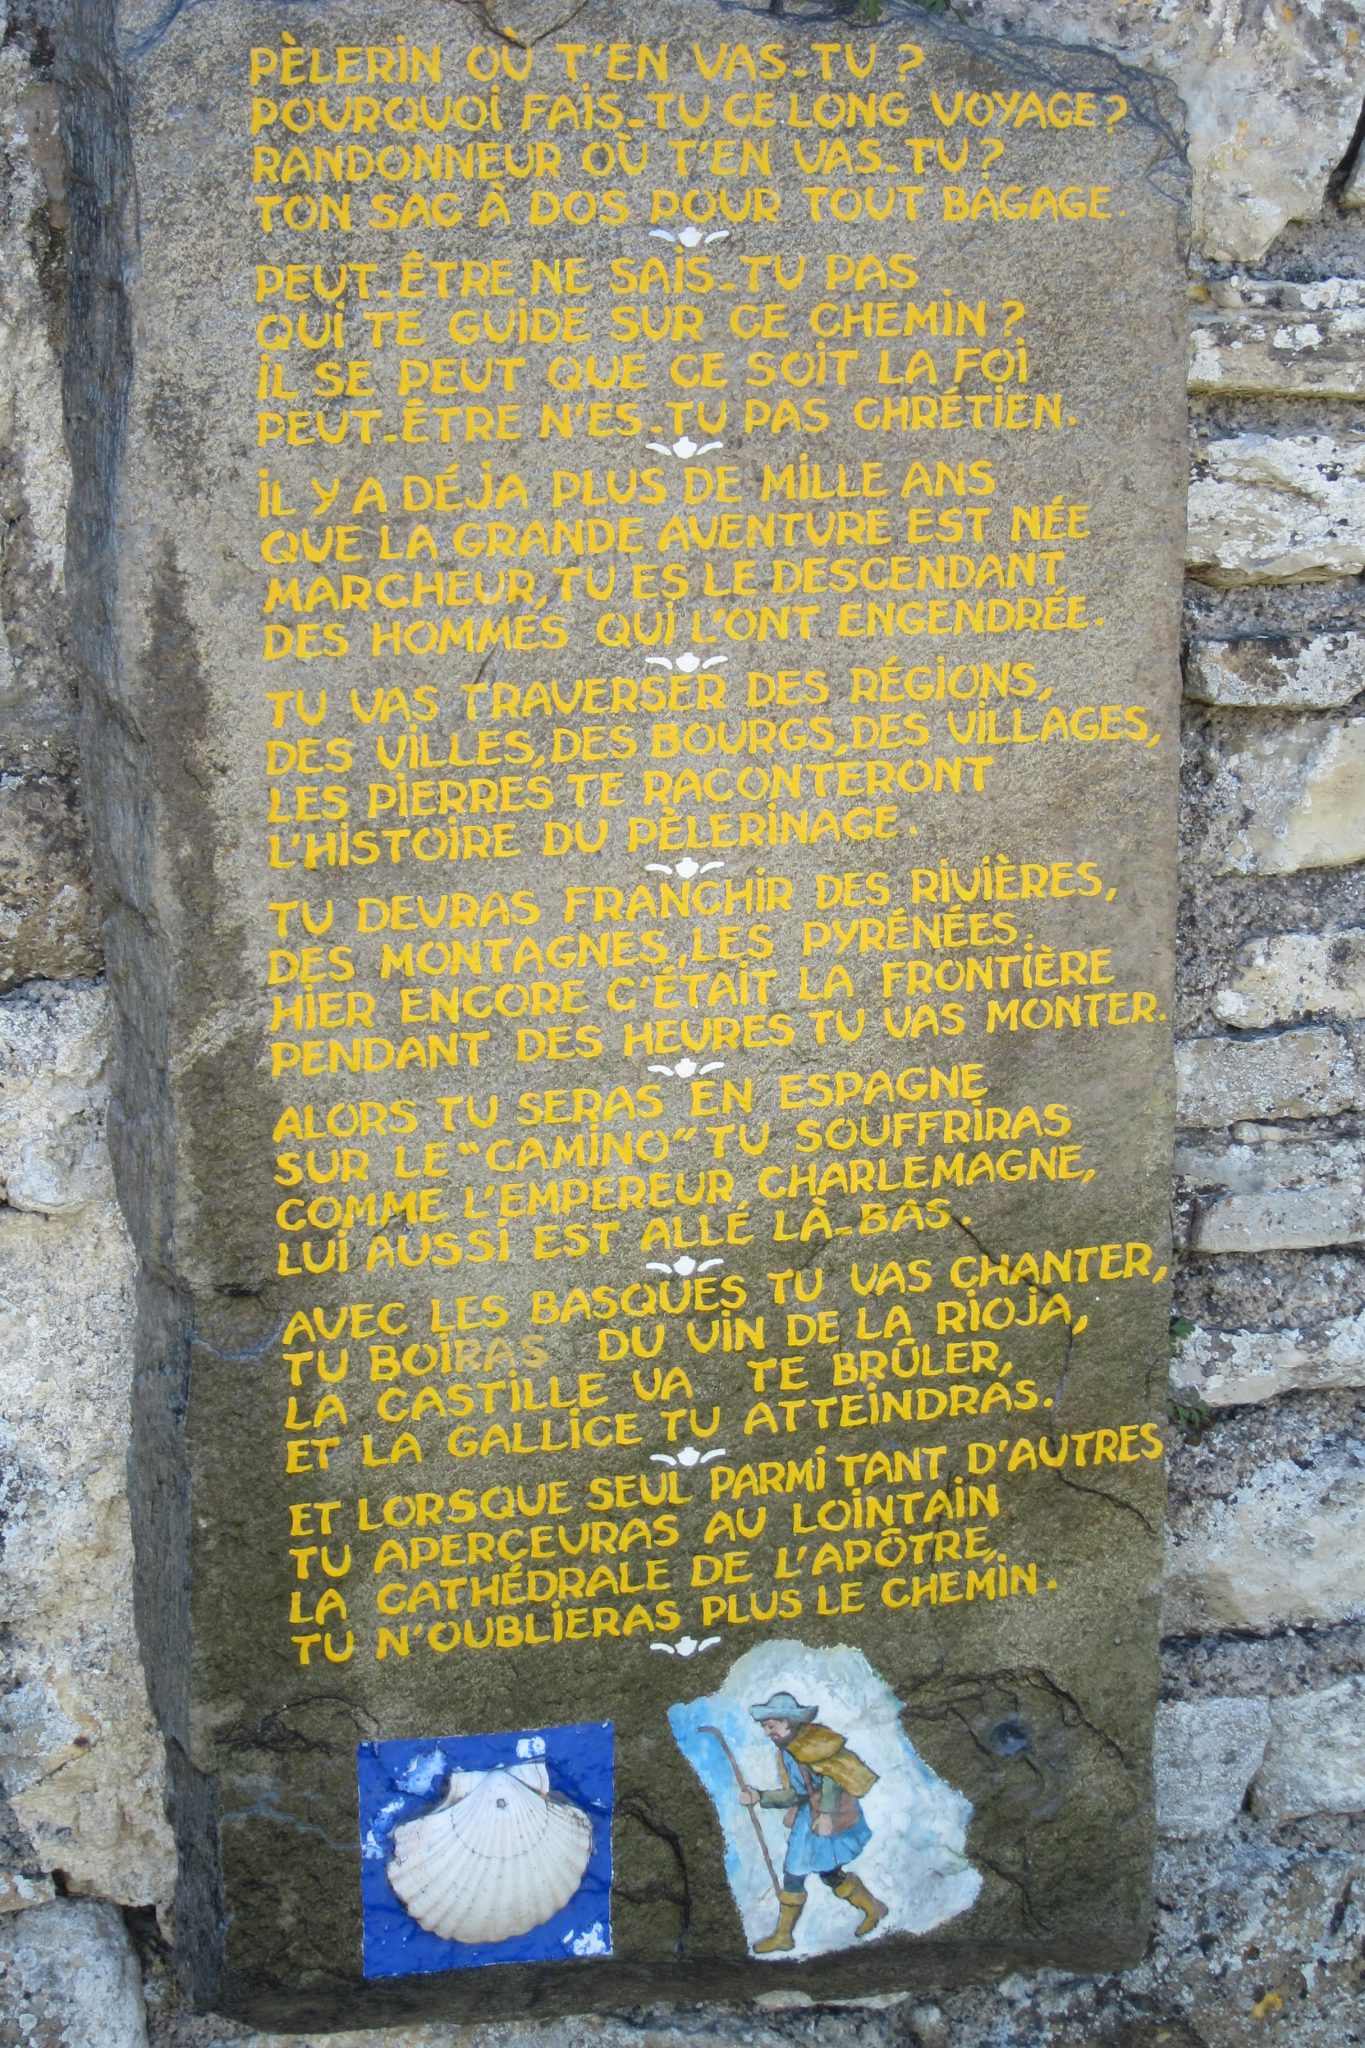 PÈLERIN OÙ T'EN VAS-TU ?
POURQUOI FAIS-TU CE LONG VOYAGE ?
RANDONNEUR OÙ T'EN VAS-TU ?
TON SAC À DOS POUR TOUT BAGAGE.
PEUT-ÊTRE NE SAIS-TU PAS
QUI TE GUIDE SUR CE CHEMIN ?
IL SE PEUT QUE CE SOIT LA FOI
PEUT-ÊTRE N'ES-TU PAS CHRÉTIEN.
IL Y A DÉJA PLUS DE MILLE ANS
QUE LA GRANDE AVENTURE EST NÉE
MARCHEUR, TU ES LE DESCENDANT
DES HOMMES QUI L'ONT ENGENDRÉE.
TU VAS TRAVERSER DES RÉGIONS,
DES VILLES, DES BOURGS, DES VILLAGES,
LES PIERRES TE RACONTERONT
L'HISTOIRE DU PÈLERINAGE.
TU DEVRAS FRANCHIR DES RIVIÈRES,
DES MONTAGNES, LES PYRÉNÉES.
HIER ENCORE C'ÉTAIT LA FRONTIÈRE
PENDANT DES HEURES TU VAS MONTER.
ALORS TU SERAS EN ESPAGNE
SUR LE "CAMINO" TU SOUFFRIRAS
COMME L'EMPEREUR, CHARLEMAGNE,
LUI AUSSI EST ALLÉ LÀ-BAS.
AVEC LES BASQUES TU VAS CHANTER,
TU BOIRAS DU VIN DE LA RIOJA,
LA CASTILLE VA TE BRÛLER,
ET LA GALLICE TU ATTEINDRAS.
ET LORSQUE SEUL PARMI TANT D'AUTRES
TU APERÇEVRAS AU LOINTAIN
LA CATHÉDRALE DE L'APÔTRE,
TU N'OUBLIERAS PLUS LE CHEMIN.